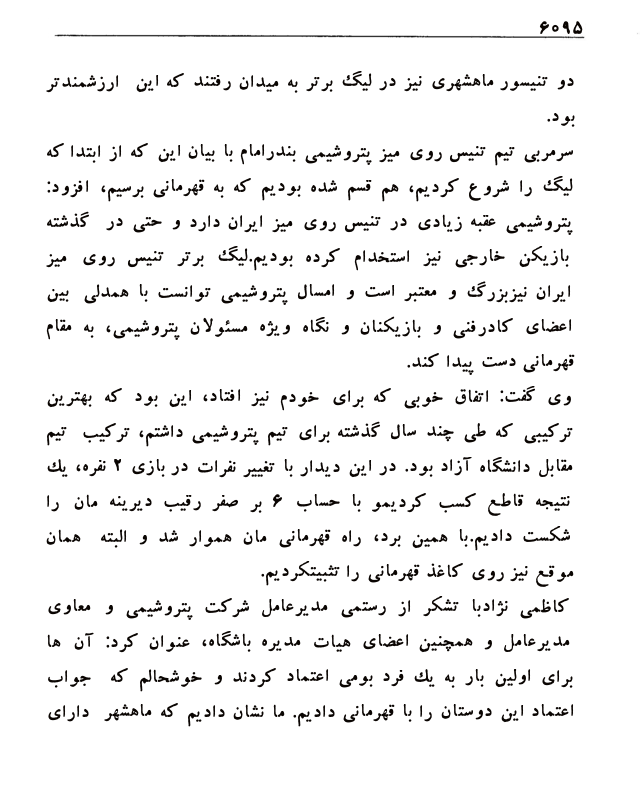 ۶۰۹۵
دو تنیسور ماهشهری نیز در لیگ برتر به میدان رفتند که این ارزشمندتر
بود.
سرمربی تیم تنیس روی میز پتروشیمی بندرامام با بیان این که از ابتدا که
لیگ را شروع کردیم، هم قسم شده بودیم که به قهرمانی برسیم، افزود:
پتروشیمی عقبه زیادی در تنیس روی میز ایران دارد و حتی در گذشته
بازیکن خارجی نیز استخدام کرده بودیم.لیگ برتر تنیس روی میز
ایران نیزبزرگ و معتبر است و امسال پتروشیمی توانست با همدلی بین
اعضای کادرفنی و بازیکنان و نگاه ویژه مسئولان پتروشیمی، به مقام
قهرمانی دست پیدا کند.
وی گفت: اتفاق خوبی که برای خودم نیز افتاد، این بود که بهترین
ترکیبی که طی چند سال گذشته برای تیم پتروشیمی داشتم، ترکیب تیم
مقابل دانشگاه آزاد بود. در این دیدار با تغییر نفرات در بازی ۲ نفره، یک
نتیجه قاطع کسب کردیمو با حساب ۶ بر صفر رقیب دیرینه مان را
شکست دادیم.با همین برد، راه قهرمانی مان هموار شد و البته همان
موقع نیز روی کاغذ قهرمانی را تثبیتکردیم.
کاظمی نژادبا تشکر از رستمی مدیرعامل شرکت پتروشیمی و معاوی
مدیرعامل و همچنین اعضای هیات مدیره باشگاه، عنوان کرد: آن ها
برای اولین بار به یک فرد بومی اعتماد کردند و خوشحالم که جواب
اعتماد این دوستان را با قهرمانی دادیم. ما نشان دادیم که ماهشهر دارای